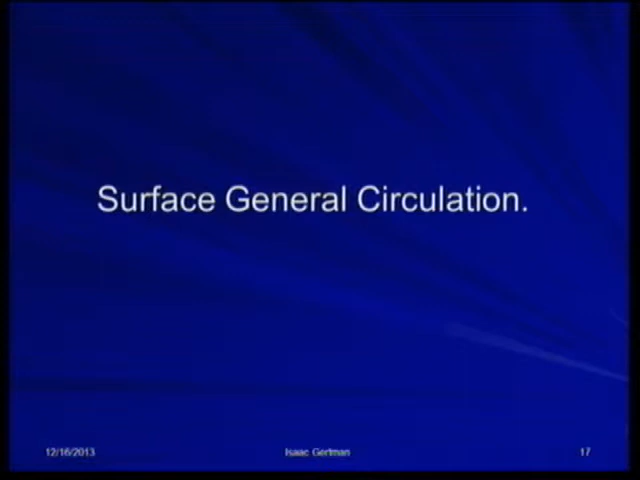 Surface General Circulation.
12/16/2013
Isaac Gertman
17